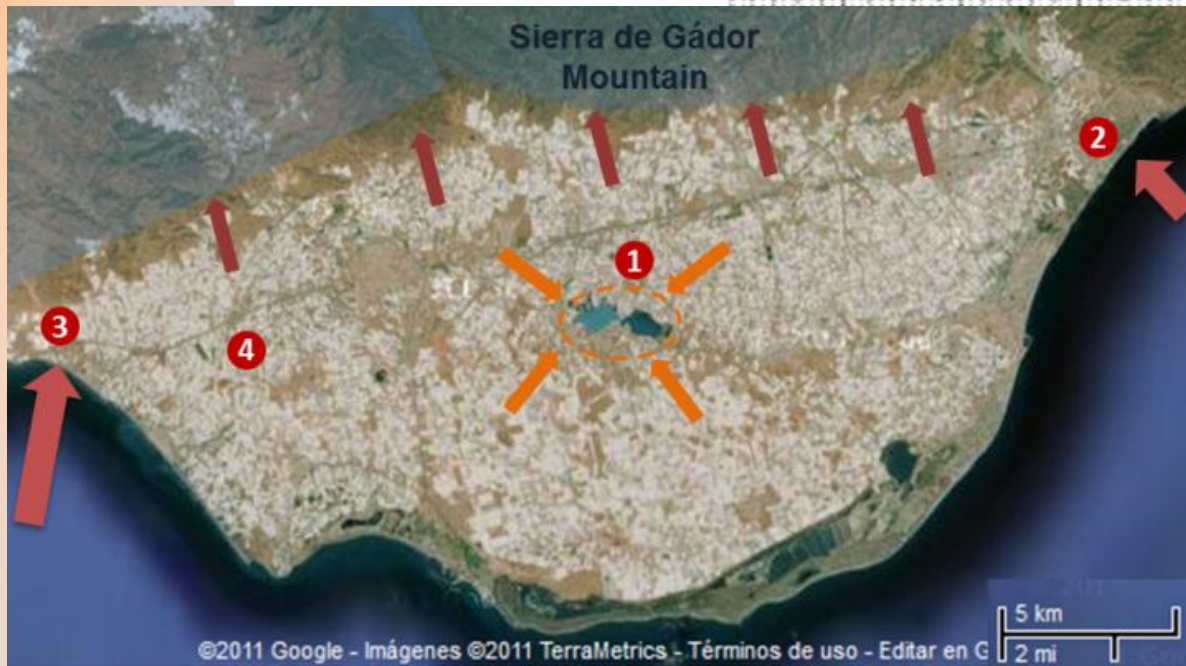 Sierra de Gádor
Mountain
2
1
3
4
5 km
2 mi
©2011 Google - Imágenes ©2011 TerraMetrics - Términos de uso - Editar en G